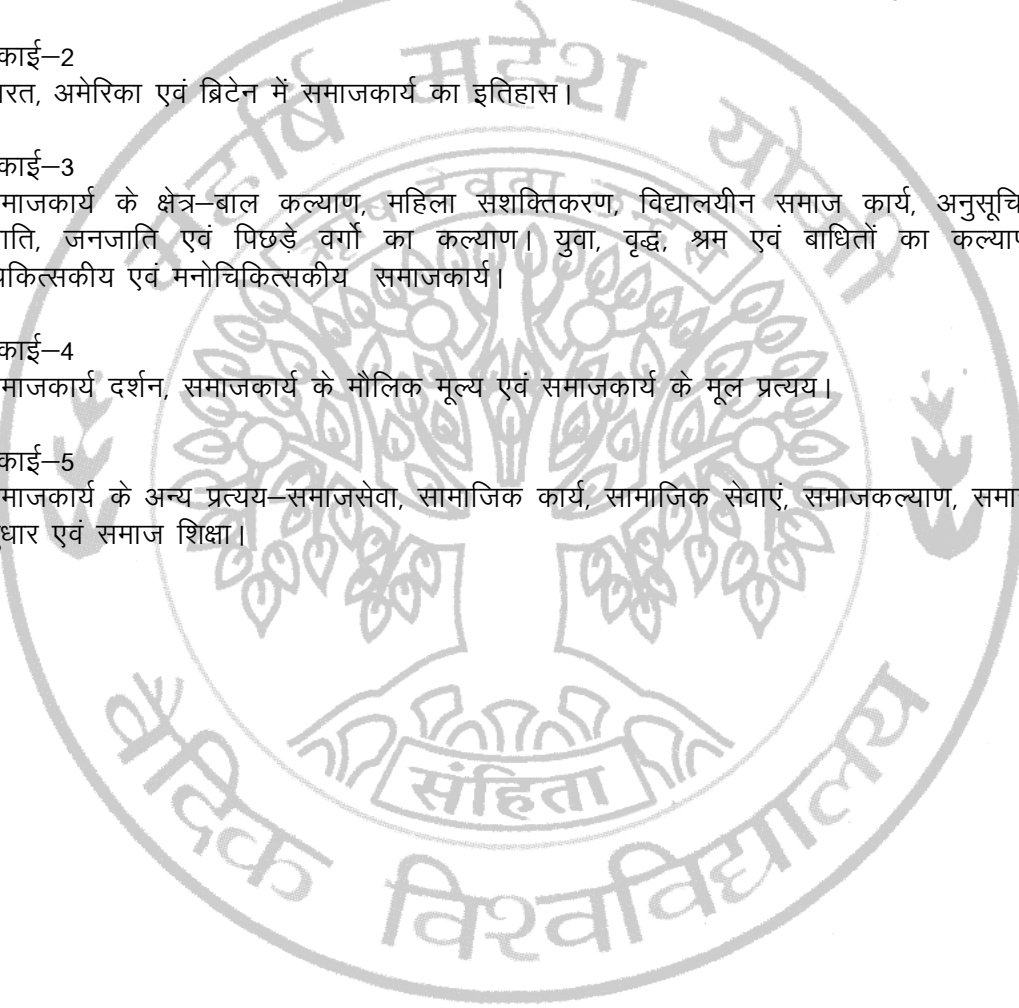 काई–2
रत, अमेरिका एवं ब्रिटेन में समाजकार्य का इतिहास।
काई–3
माजकार्य के क्षेत्र–बाल कल्याण, महिला सशक्तिकरण, विद्यालयीन समाज कार्य, अनुसूचि
ाति, जनजाति एवं पिछड़े वर्गो का कल्याण। युवा, वृद्ध, श्रम एवं बाधितों का कल्याण
कित्सकीय एवं मनोचिकित्सकीय समाजकार्य।
काई–4
माजकार्य दर्शन, समाजकार्य के मौलिक मूल्य एवं समाजकार्य के मूल प्रत्यय।
काई–5
माजकार्य के अन्य प्रत्यय–समाजसेवा, सामाजिक कार्य, सामाजिक सेवाएं, समाजकल्याण, समा
ुधार एवं समाज शिक्षा।
महर्षि महेश योगी
संहिता
वैदिक विश्वविद्यालय